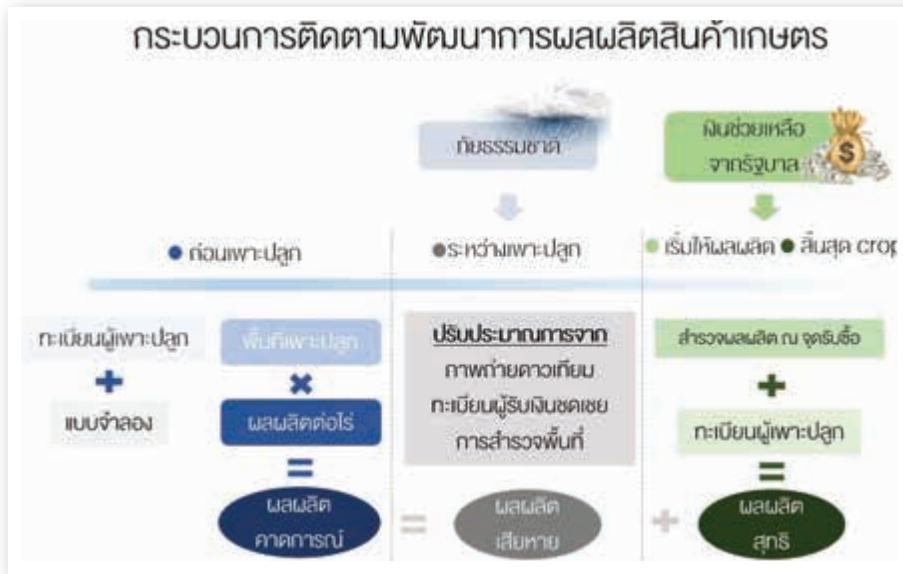 กระบวนการติดตามพัฒนาการผลผลิตสินค้าเกษตร
ภัยธรรมชาติ
เงินช่วยเหลือ
จากรัฐบาล
$
● ก่อนเพาะปลูก
●ระหว่างเพาะปลูก
● เริ่มให้ผลผลิต ● สิ้นสุด crop
ทะเบียนผู้เพาะปลูก
+
แบบจำลอง
พื้นที่เพาะปลูก
×
ผลผลิตต่อไร่
=
ผลผลิต
คาดการณ์
=
ปรับประมาณการจาก
ภาพถ่ายดาวเทียม
ทะเบียนผู้รับเงินชดเชย
การสำรวจพื้นที่
ผลผลิต
เสียหาย
+
สำรวจผลผลิต ณ จุดรับซื้อ
+
ทะเบียนผู้เพาะปลูก
=
ผลผลิต
สุทธิ